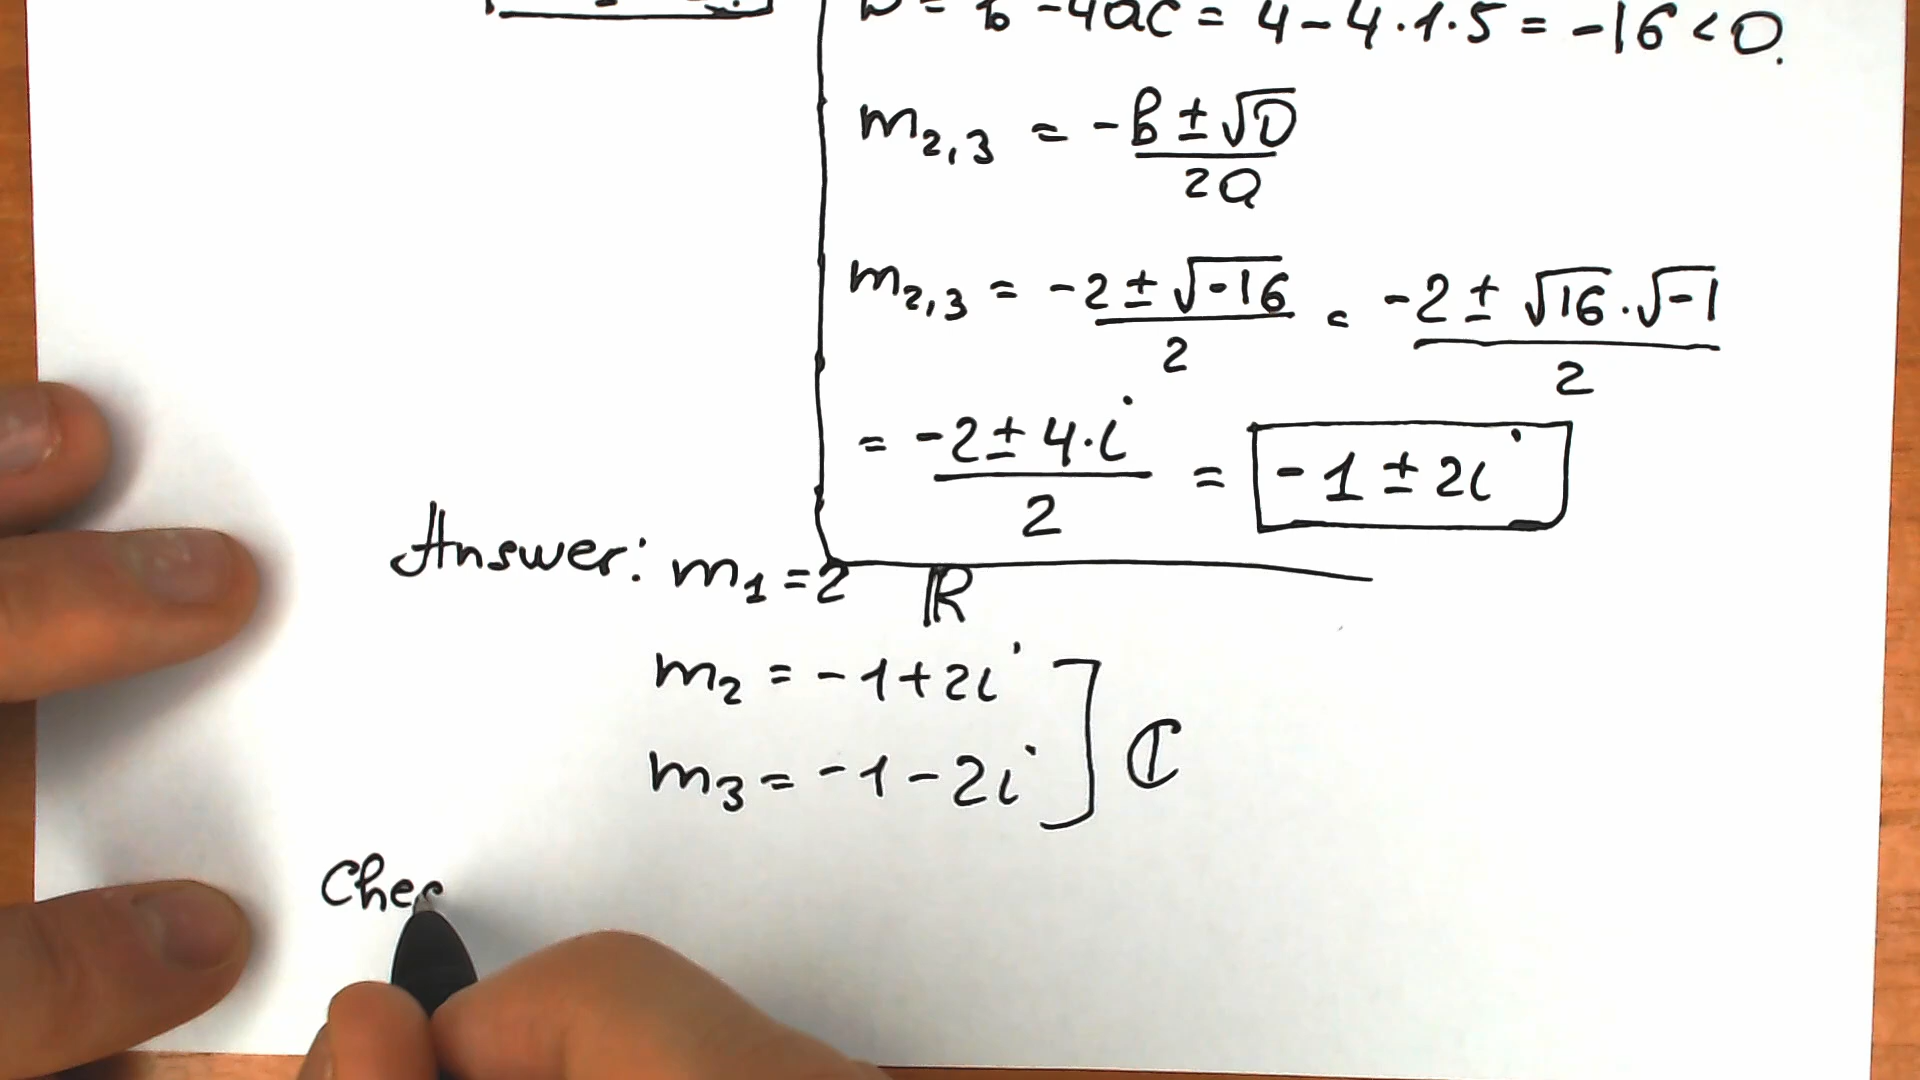 D = b² - 4ac = 4 - 4·1·5 = -16 < 0.
m₂,₃ = (-b ± √D) / 2a
m₂,₃ = (-2 ± √-16) / 2 = (-2 ± √16·√-1) / 2
= (-2 ± 4·i) / 2 = -1 ± 2i
Answer: m₁ = 2 ℝ
m₂ = -1 + 2i
m₃ = -1 - 2i ] ℂ
Chec